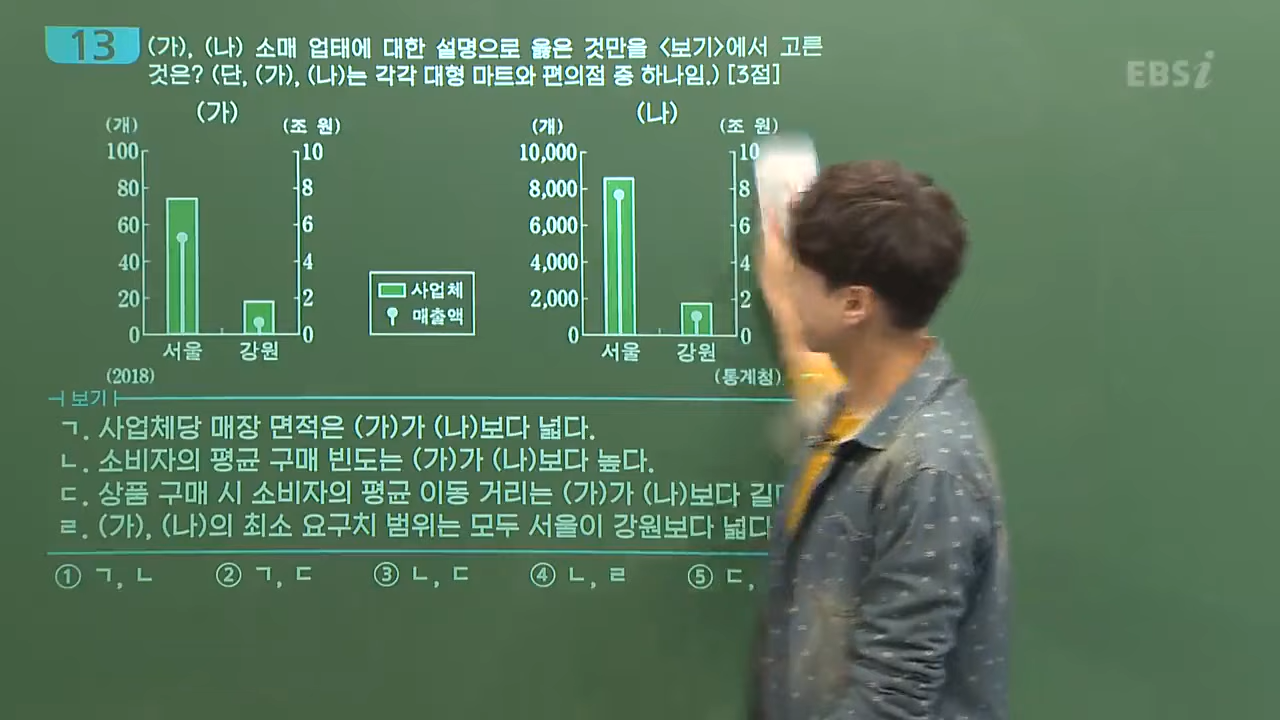 13 (가), (나) 소매 업태에 대한 설명으로 옳은 것만을 <보기>에서 고른
것은? (단, (가), (나)는 각각 대형 마트와 편의점 중 하나임.) [3점]
EBSi
(가)
(개) (조 원)
100 10
80 8
60 6
40 4
20 2
0 0
서울 강원
(2018)
사업체
매출액
(나)
(개) (조 원)
10,000 10
8,000 8
6,000 6
4,000 4
2,000 2
0 0
서울 강원
(통계청)
보기
ㄱ. 사업체당 매장 면적은 (가)가 (나)보다 넓다.
ㄴ. 소비자의 평균 구매 빈도는 (가)가 (나)보다 높다.
ㄷ. 상품 구매 시 소비자의 평균 이동 거리는 (가)가 (나)보다
ㄹ. (가), (나)의 최소 요구치 범위는 모두 서울이 강원보다 넓다
① ㄱ, ㄴ ② ㄱ, ㄷ ③ ㄴ, ㄷ ④ ㄴ, ㄹ ⑤ ㄷ,